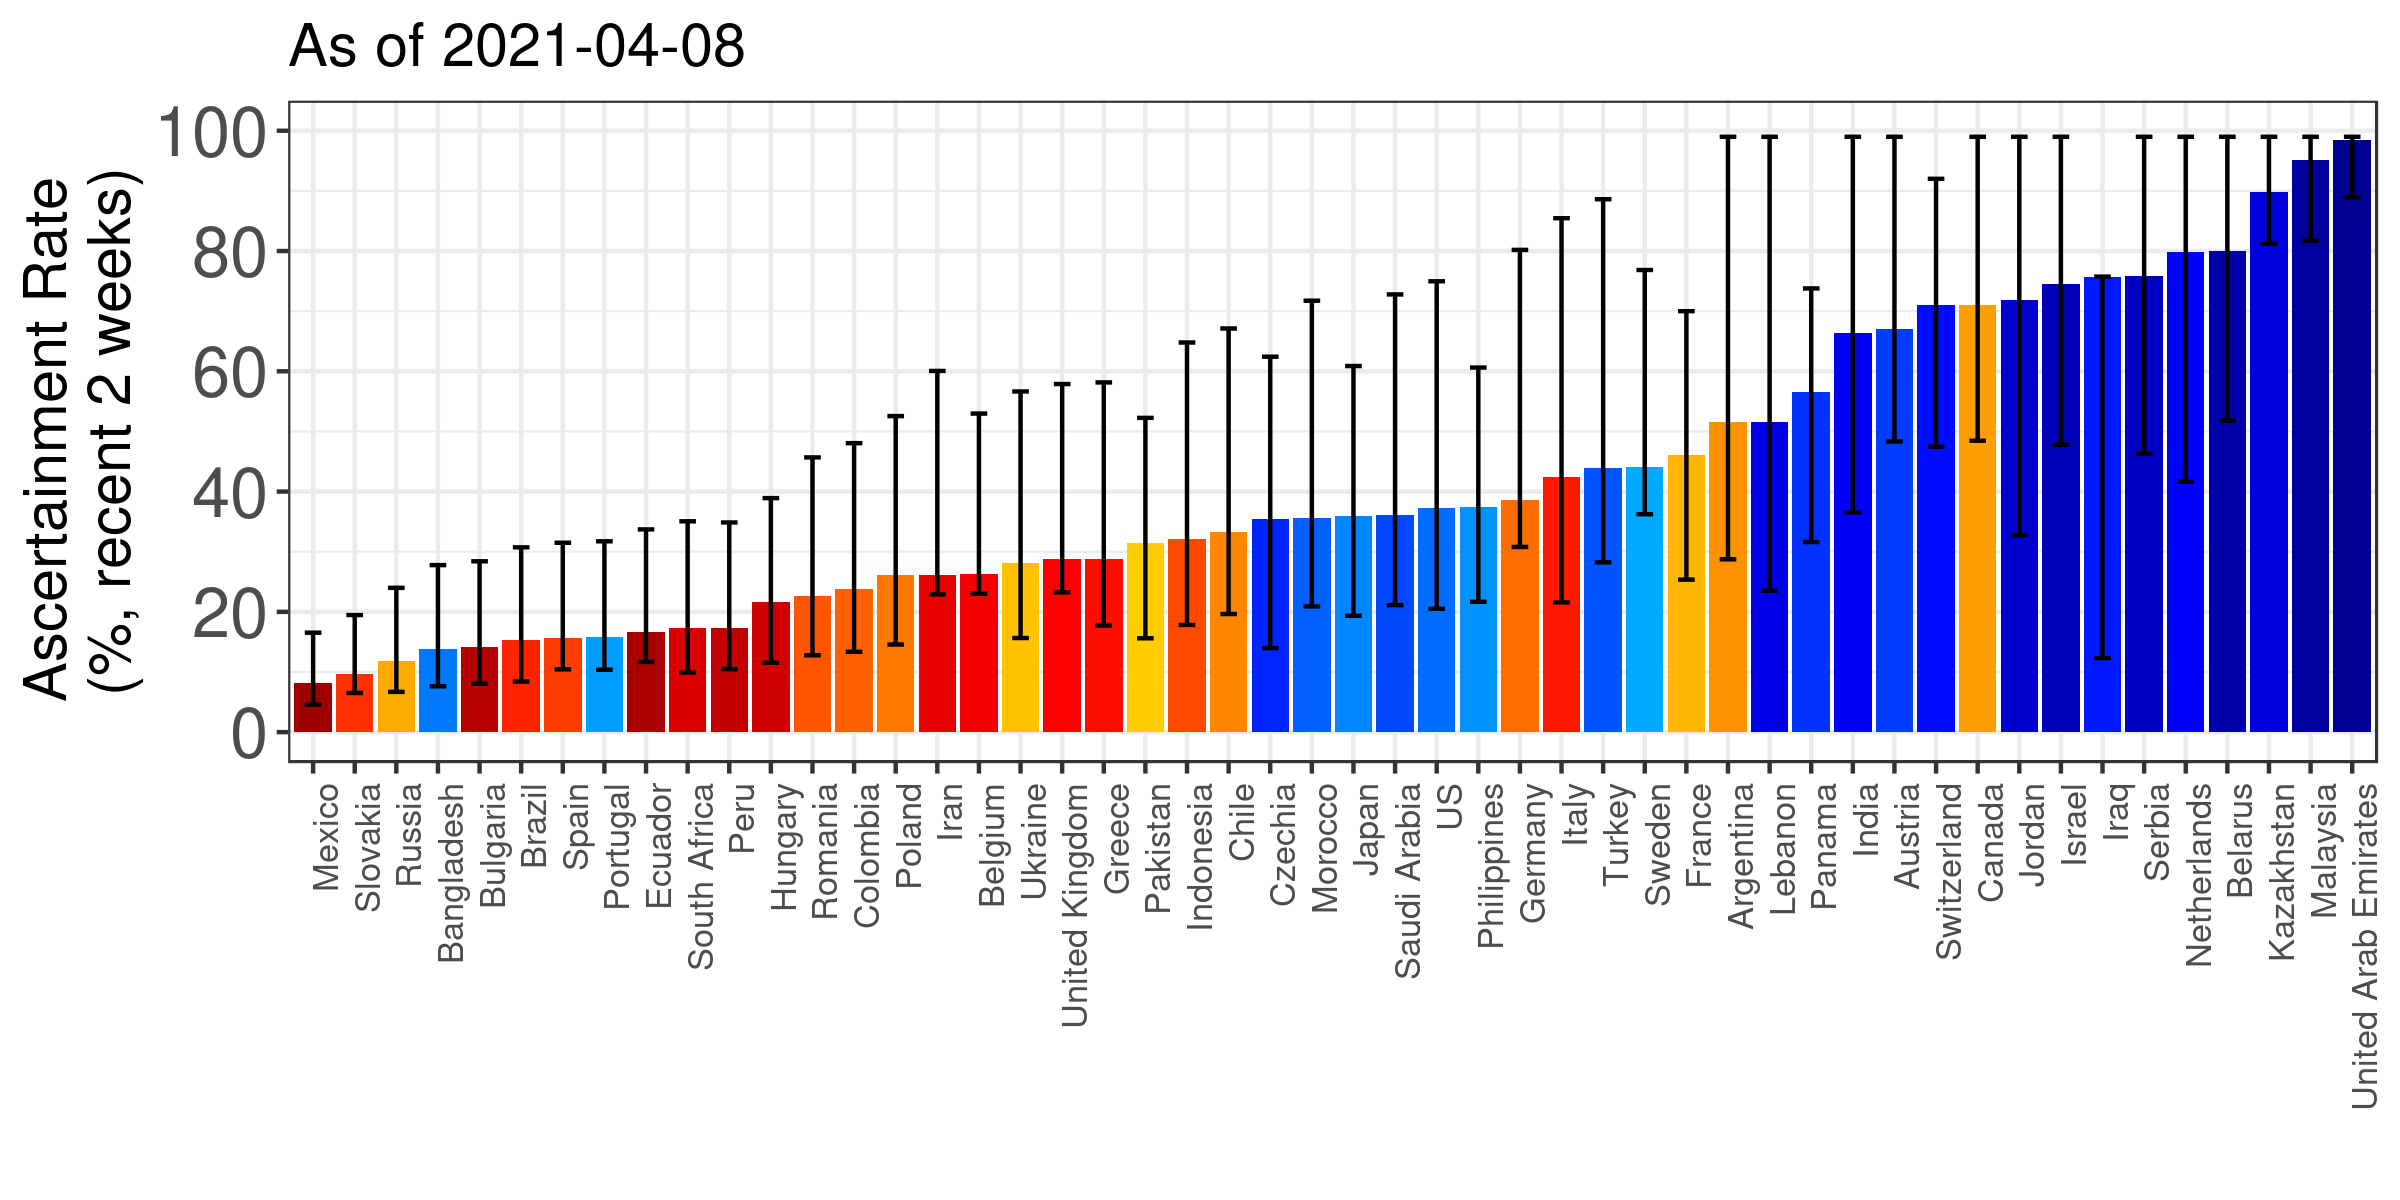 As of 2021-04-08
Ascertainment Rate
(%, recent 2 weeks)
100
80
60
40
20
0
Mexico
Slovakia
Russia
Bangladesh
Bulgaria
Brazil
Spain
Portugal
Ecuador
South Africa
Peru
Hungary
Romania
Colombia
Poland
Iran
Belgium
Ukraine
United Kingdom
Greece
Pakistan
Indonesia
Chile
Czechia
Morocco
Japan
Saudi Arabia
US
Philippines
Germany
Italy
Turkey
Sweden
France
Argentina
Lebanon
Panama
India
Austria
Switzerland
Canada
Jordan
Israel
Iraq
Serbia
Netherlands
Belarus
Kazakhstan
Malaysia
United Arab Emirates